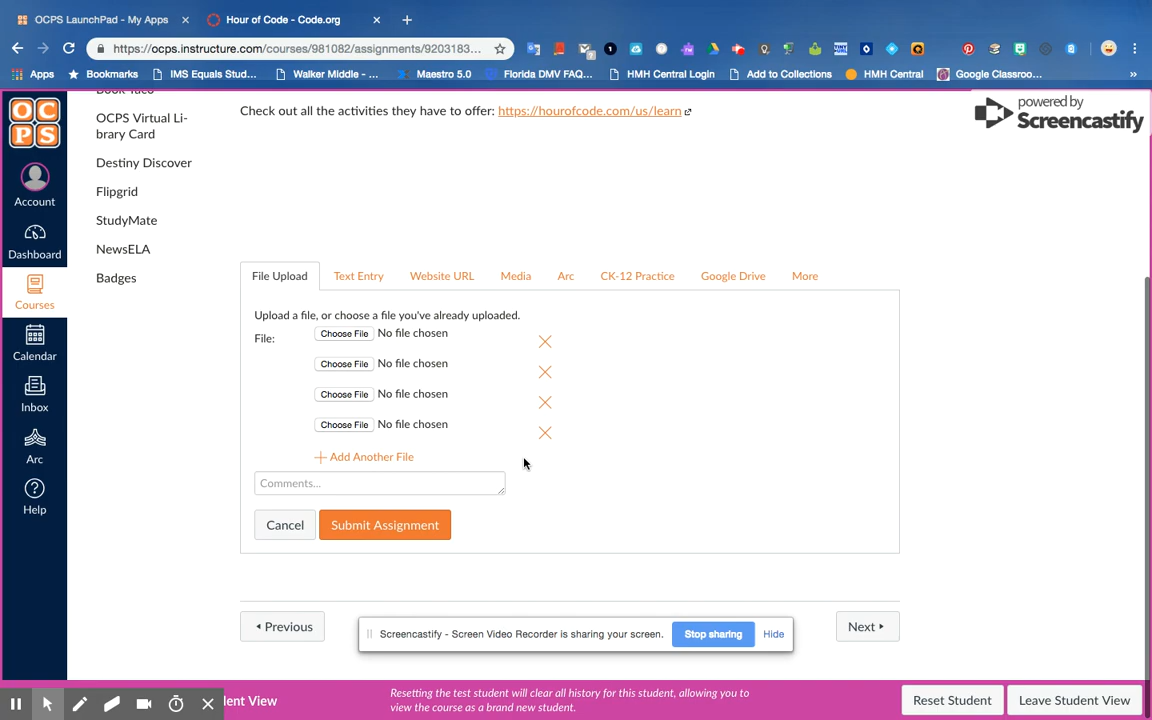 OCPS LaunchPad - My Apps
Hour of Code - Code.org
https://ocps.instructure.com/courses/981082/assignments/9203183...
Apps
Bookmarks
IMS Equals Stud...
Walker Middle - ...
Maestro 5.0
Florida DMV FAQ...
HMH Central Login
Add to Collections
HMH Central
Google Classroo...
»
OC
PS
Account
Dashboard
Courses
Calendar
Inbox
Arc
Help
Book Taco
OCPS Virtual Li-
brary Card
Destiny Discover
Flipgrid
StudyMate
NewsELA
Badges
Check out all the activities they have to offer: https://hourofcode.com/us/learn
powered by
Screencastify
File Upload
Text Entry
Website URL
Media
Arc
CK-12 Practice
Google Drive
More
Upload a file, or choose a file you've already uploaded.
File:
Choose File No file chosen
Choose File No file chosen
Choose File No file chosen
Choose File No file chosen
Add Another File
Comments...
Cancel
Submit Assignment
Previous
Next
Screencastify - Screen Video Recorder is sharing your screen.
Stop sharing
Hide
ent View
Resetting the test student will clear all history for this student, allowing you to
view the course as a brand new student.
Reset Student
Leave Student View